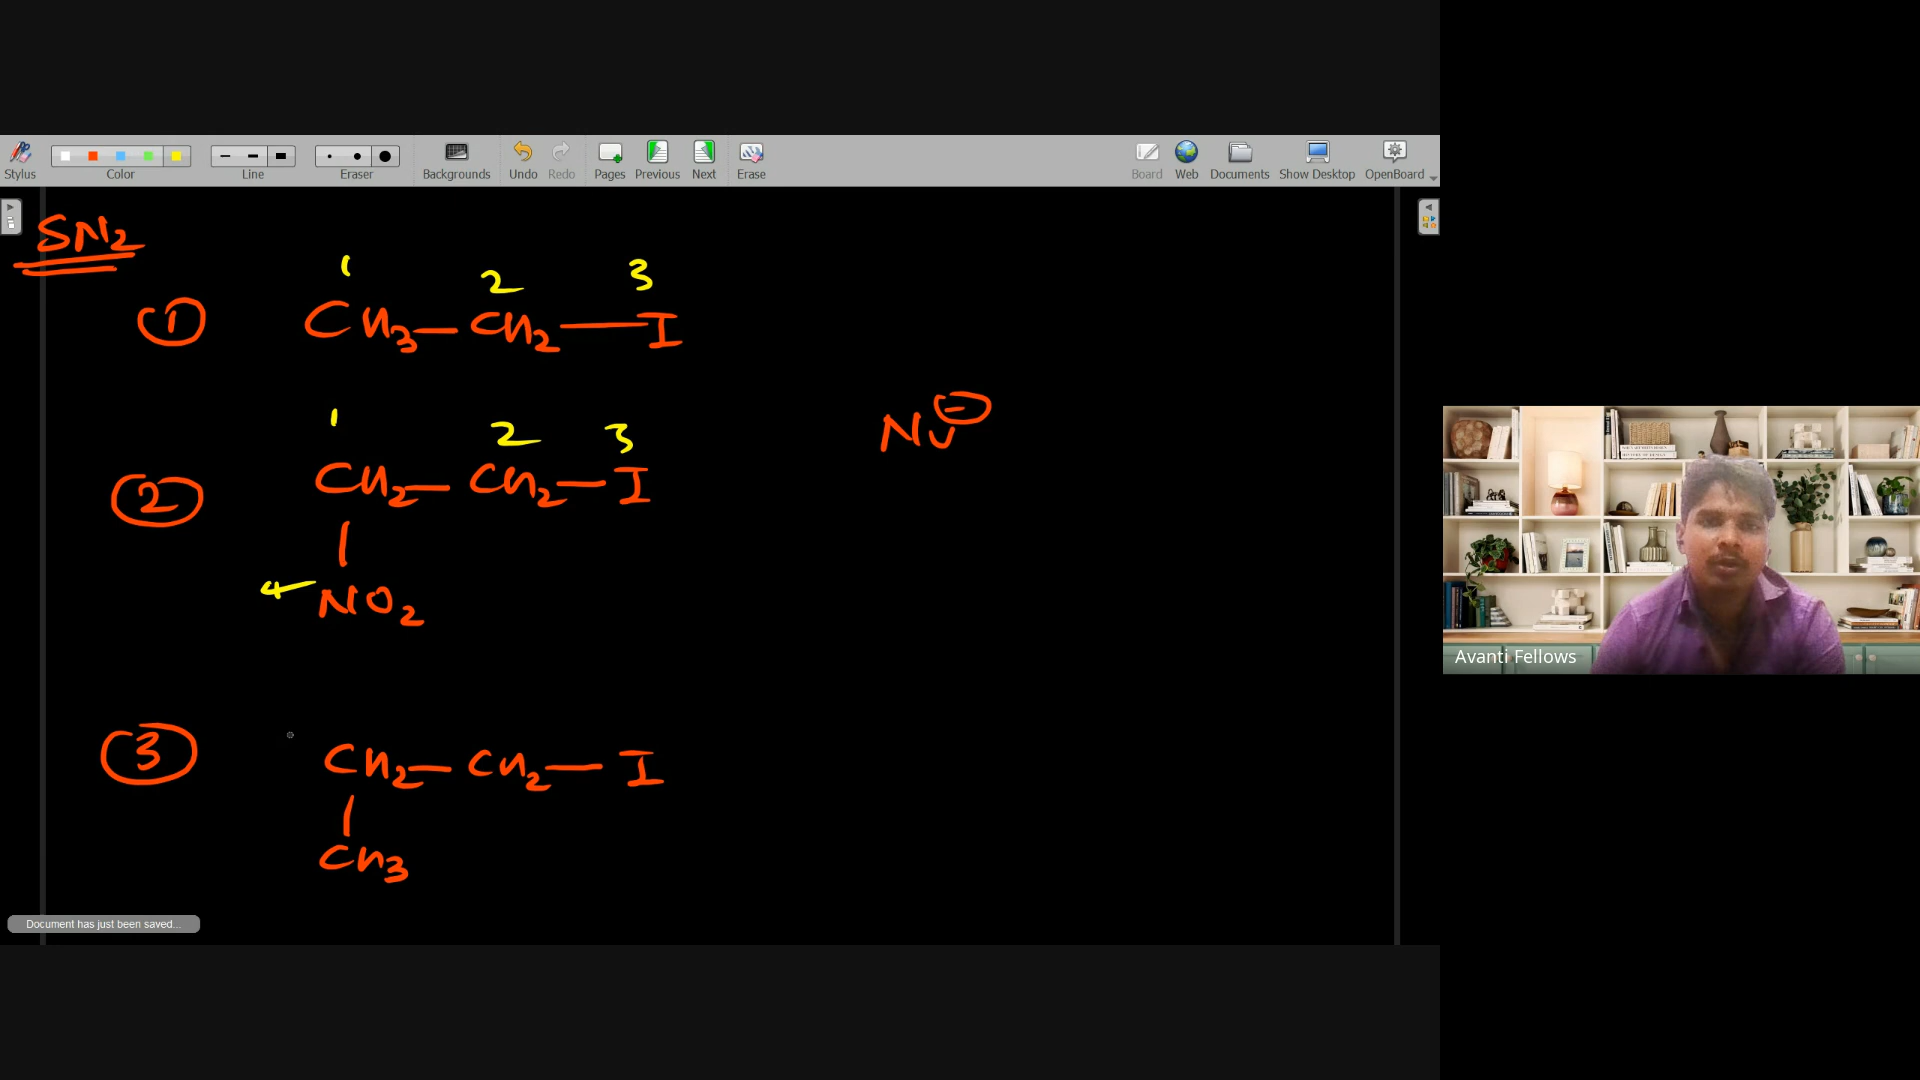 Stylus Color Line Eraser Backgrounds Undo Redo Pages Previous Next Erase Board Web Documents Show Desktop OpenBoard
SN2
1 2 3
① CH3—CH2—I
Nu⊖
1 2 3
② CH2—CH2—I
|
4 NO2
③ CH2—CH2—I
|
CH3
Avanti Fellows
Document has just been saved...